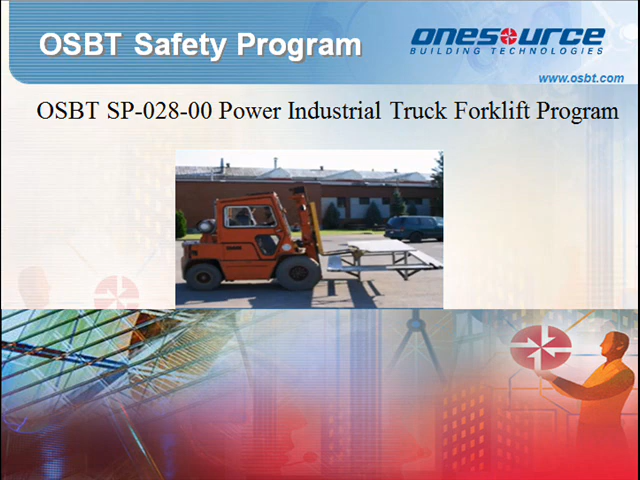 OSBT Safety Program
onesource
BUILDING TECHNOLOGIES
www.osbt.com
OSBT SP-028-00 Power Industrial Truck Forklift Program